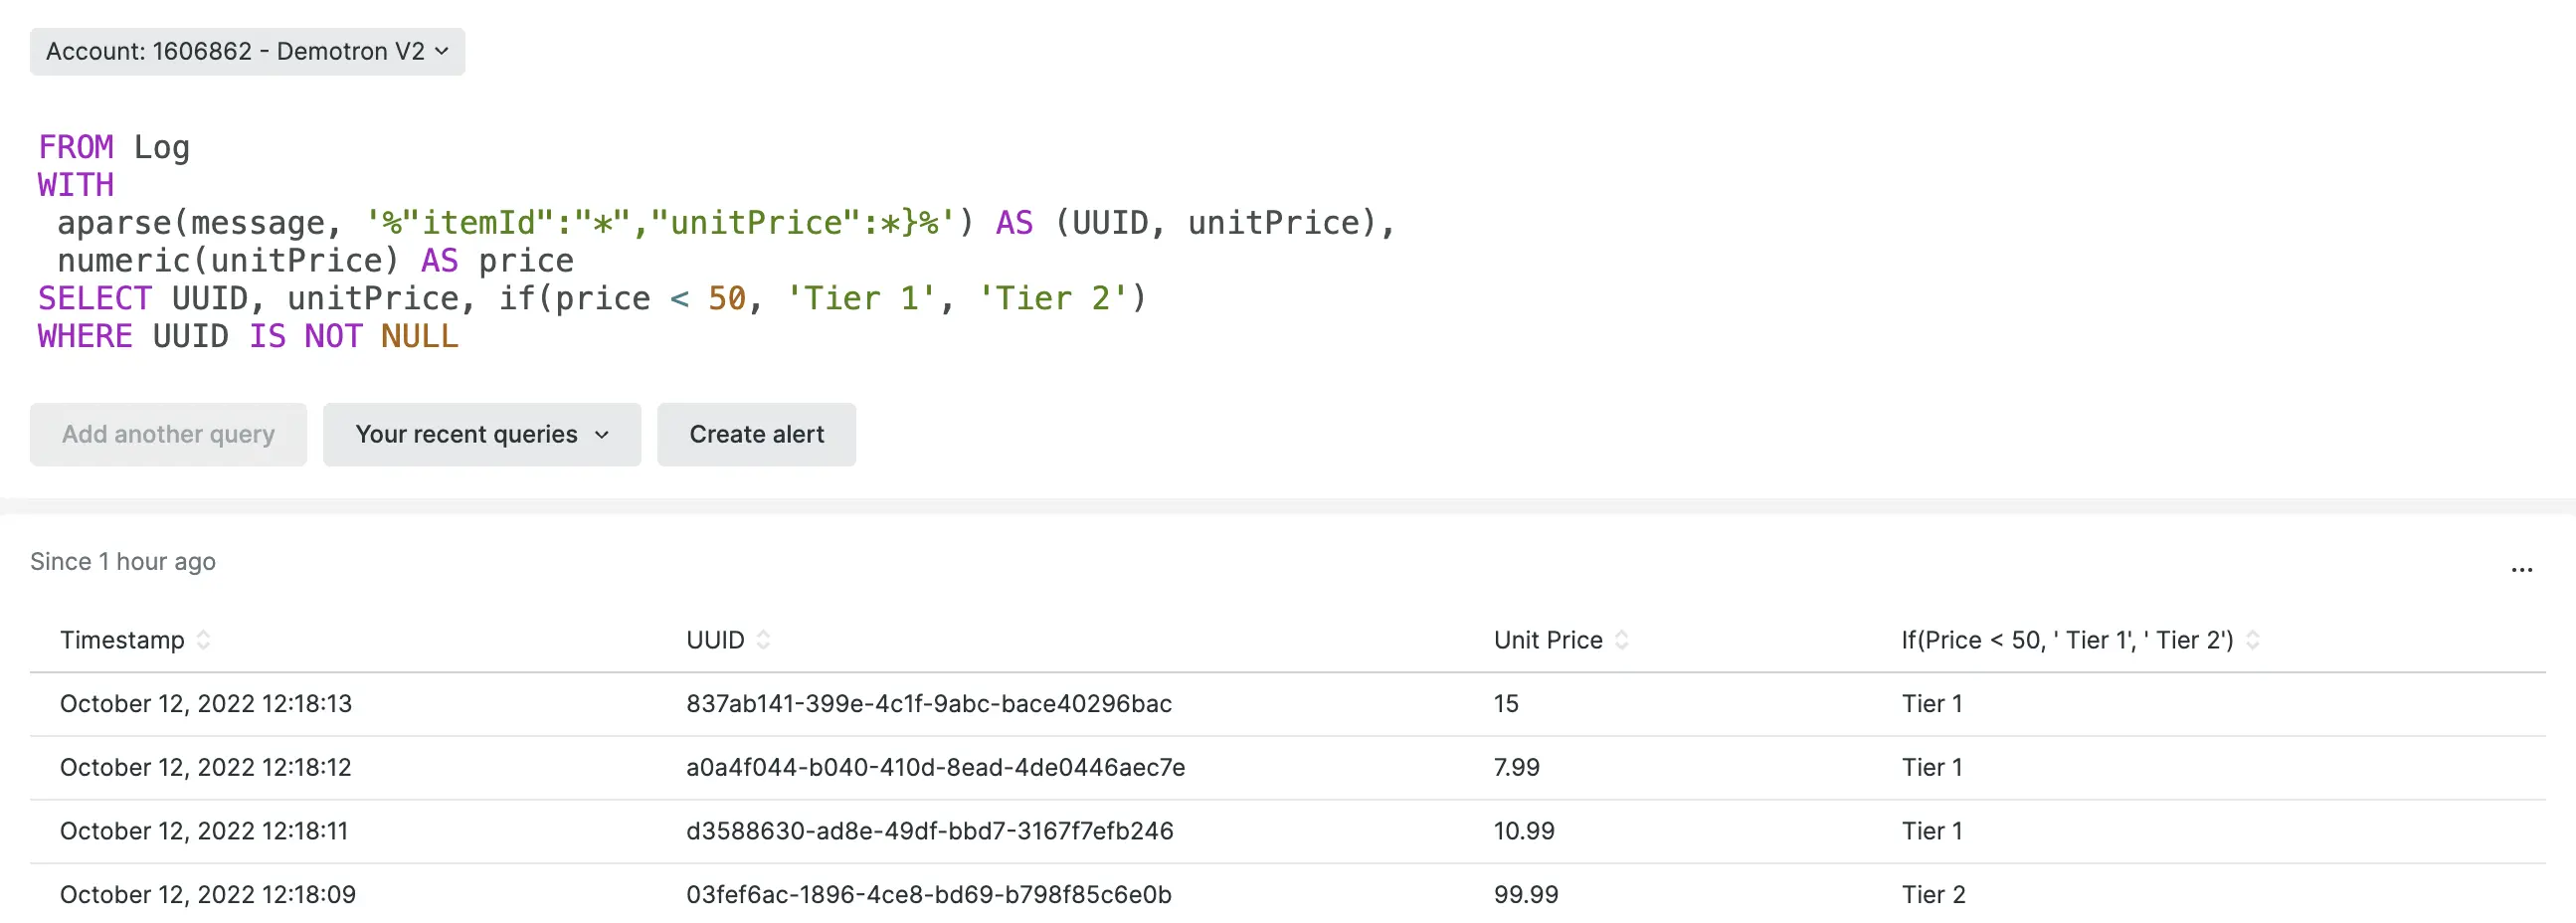 Account: 1606862 - Demotron V2
FROM Log
WITH
aparse(message, '%"itemId":"*","unitPrice":*}%') AS (UUID, unitPrice),
numeric(unitPrice) AS price
SELECT UUID, unitPrice, if(price < 50, 'Tier 1', 'Tier 2')
WHERE UUID IS NOT NULL
Add another query Your recent queries Create alert
Since 1 hour ago ...
Timestamp UUID Unit Price If(Price < 50, ' Tier 1', ' Tier 2')
October 12, 2022 12:18:13 837ab141-399e-4c1f-9abc-bace40296bac 15 Tier 1
October 12, 2022 12:18:12 a0a4f044-b040-410d-8ead-4de0446aec7e 7.99 Tier 1
October 12, 2022 12:18:11 d3588630-ad8e-49df-bbd7-3167f7efb246 10.99 Tier 1
October 12, 2022 12:18:09 03fef6ac-1896-4ce8-bd69-b798f85c6e0b 99.99 Tier 2